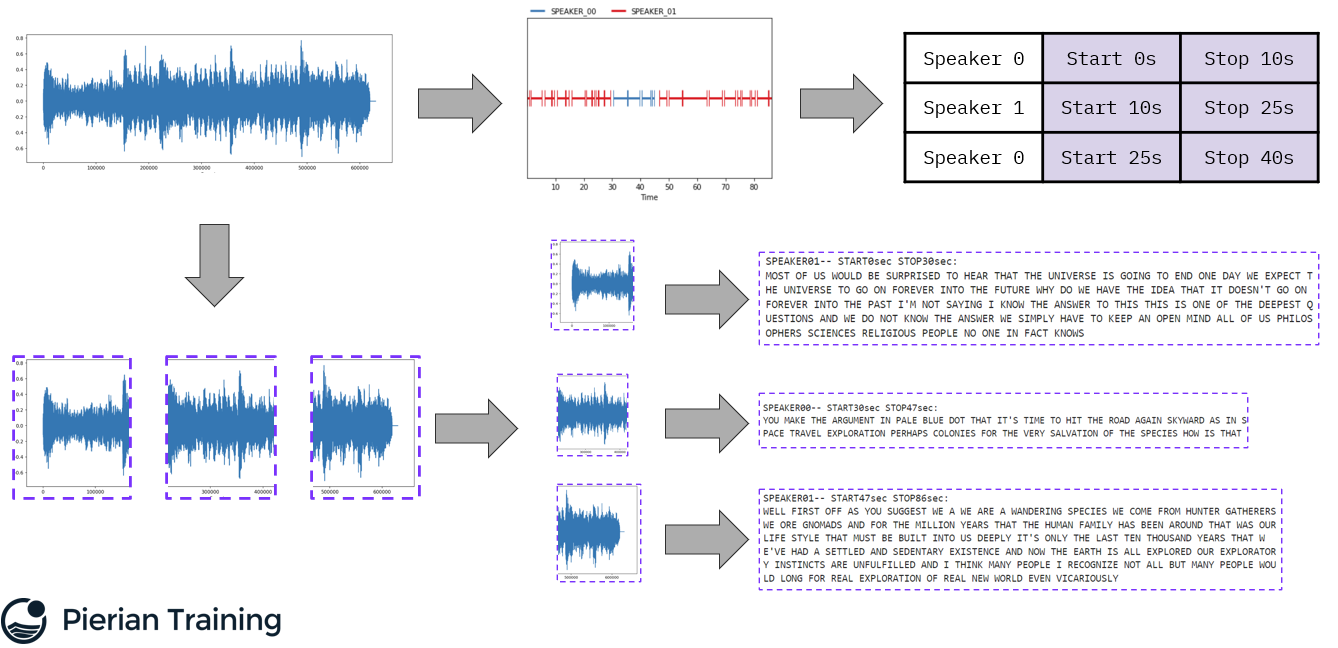 SPEAKER_00 SPEAKER_01
0.8
0.6
0.4
0.2
0.0
0.2
0.4
0.6
0 100000 200000 300000 400000 500000 600000
10 20 30 40 50 60 70 80
Time
Speaker 0 Start 0s Stop 10s
Speaker 1 Start 10s Stop 25s
Speaker 0 Start 25s Stop 40s
0.8
0.6
0.4
0.2
0.0
0.2
0.4
0.6
0 100000
300000 400000
500000 600000
SPEAKER01-- START0sec STOP30sec:
MOST OF US WOULD BE SURPRISED TO HEAR THAT THE UNIVERSE IS GOING TO END ONE DAY WE EXPECT T
HE UNIVERSE TO GO ON FOREVER INTO THE FUTURE WHY DO WE HAVE THE IDEA THAT IT DOESN'T GO ON
FOREVER INTO THE PAST I'M NOT SAYING I KNOW THE ANSWER TO THIS THIS IS ONE OF THE DEEPEST Q
UESTIONS AND WE DO NOT KNOW THE ANSWER WE SIMPLY HAVE TO KEEP AN OPEN MIND ALL OF US PHILOS
OPHERS SCIENCES RELIGIOUS PEOPLE NO ONE IN FACT KNOWS
SPEAKER00-- START30sec STOP47sec:
YOU MAKE THE ARGUMENT IN PALE BLUE DOT THAT IT'S TIME TO HIT THE ROAD AGAIN SKYWARD AS IN S
PACE TRAVEL EXPLORATION PERHAPS COLONIES FOR THE VERY SALVATION OF THE SPECIES HOW IS THAT
SPEAKER01-- START47sec STOP86sec:
WELL FIRST OFF AS YOU SUGGEST WE A WE ARE A WANDERING SPECIES WE COME FROM HUNTER GATHERERS
WE ORE GNOMADS AND FOR THE MILLION YEARS THAT THE HUMAN FAMILY HAS BEEN AROUND THAT WAS OUR
LIFE STYLE THAT MUST BE BUILT INTO US DEEPLY IT'S ONLY THE LAST TEN THOUSAND YEARS THAT W
E'VE HAD A SETTLED AND SEDENTARY EXISTENCE AND NOW THE EARTH IS ALL EXPLORED OUR EXPLORATOR
Y INSTINCTS ARE UNFULFILLED AND I THINK MANY PEOPLE I RECOGNIZE NOT ALL BUT MANY PEOPLE WOU
LD LONG FOR REAL EXPLORATION OF REAL NEW WORLD EVEN VICARIOUSLY
Pierian Training